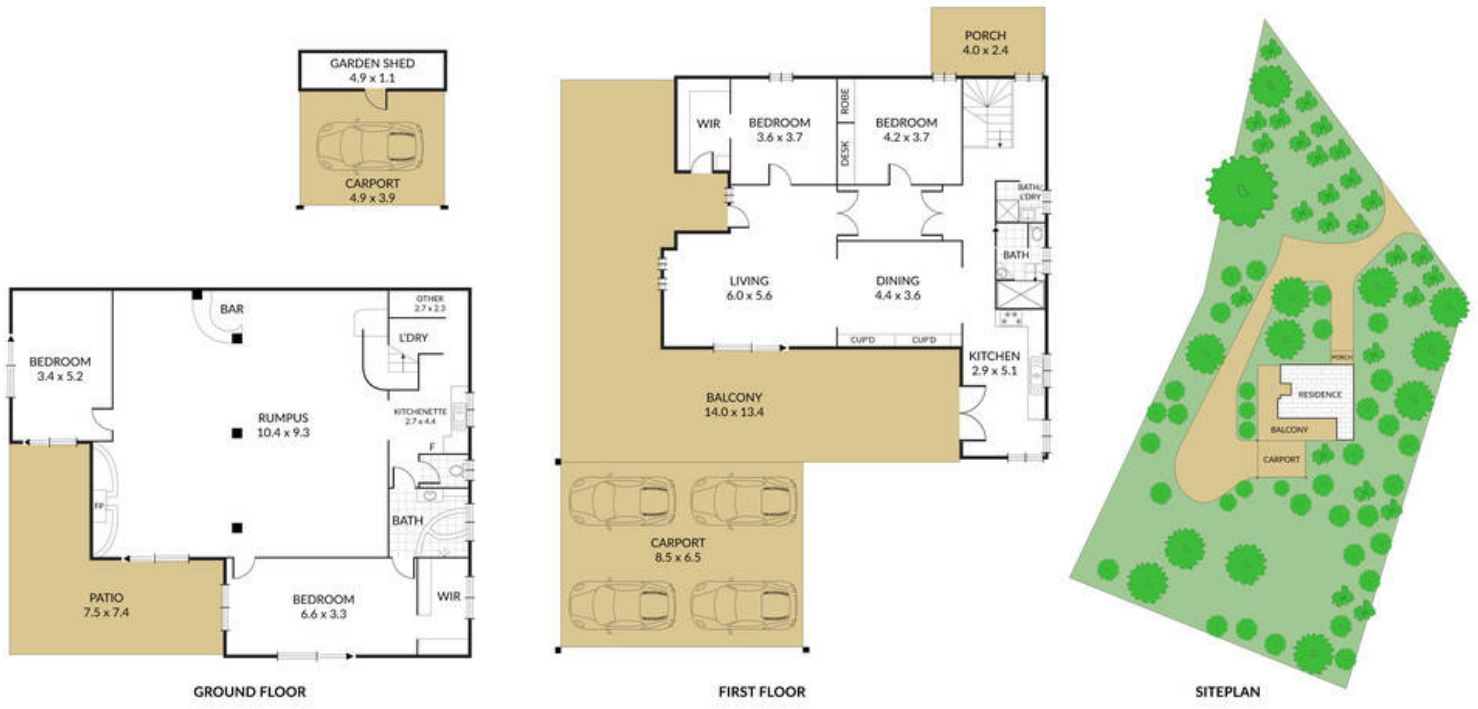 GARDEN SHED
4.9 x 1.1
CARPORT
4.9 x 3.9
BEDROOM
3.4 x 5.2
BAR
OTHER
2.7 x 2.3
L'DRY
RUMPUS
10.4 x 9.3
KITCHENETTE
2.7 x 4.4
F
FP
BATH
PATIO
7.5 x 7.4
BEDROOM
6.6 x 3.3
WIR
GROUND FLOOR
PORCH
4.0 x 2.4
WIR
BEDROOM
3.6 x 3.7
ROBE
DESK
BEDROOM
4.2 x 3.7
BATH/
L'DRY
BATH
LIVING
6.0 x 5.6
DINING
4.4 x 3.6
CUP'D
CUP'D
KITCHEN
2.9 x 5.1
BALCONY
14.0 x 13.4
CARPORT
8.5 x 6.5
FIRST FLOOR
PORCH
RESIDENCE
BALCONY
CARPORT
SITEPLAN